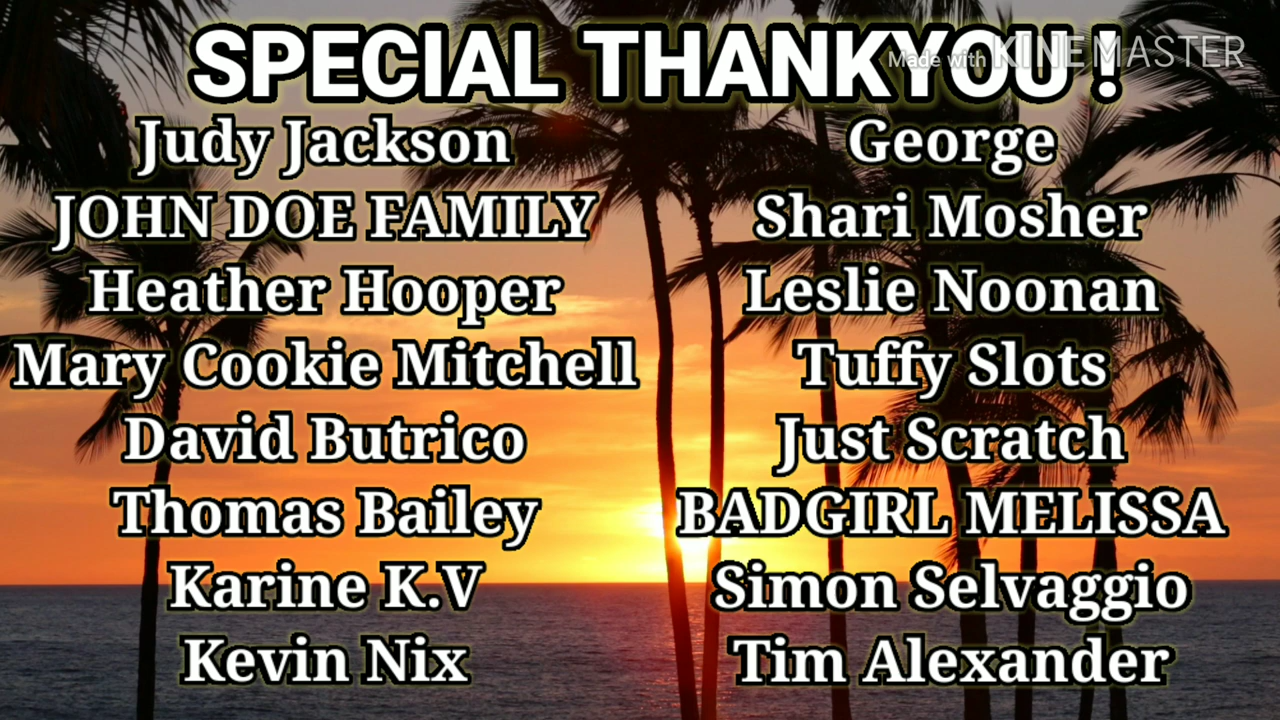 SPECIAL THANKYOU !
Made with KINEMASTER
Judy Jackson
JOHN DOE FAMILY
Heather Hooper
Mary Cookie Mitchell
David Butrico
Thomas Bailey
Karine K.V
Kevin Nix
George
Shari Mosher
Leslie Noonan
Tuffy Slots
Just Scratch
BADGIRL MELISSA
Simon Selvaggio
Tim Alexander